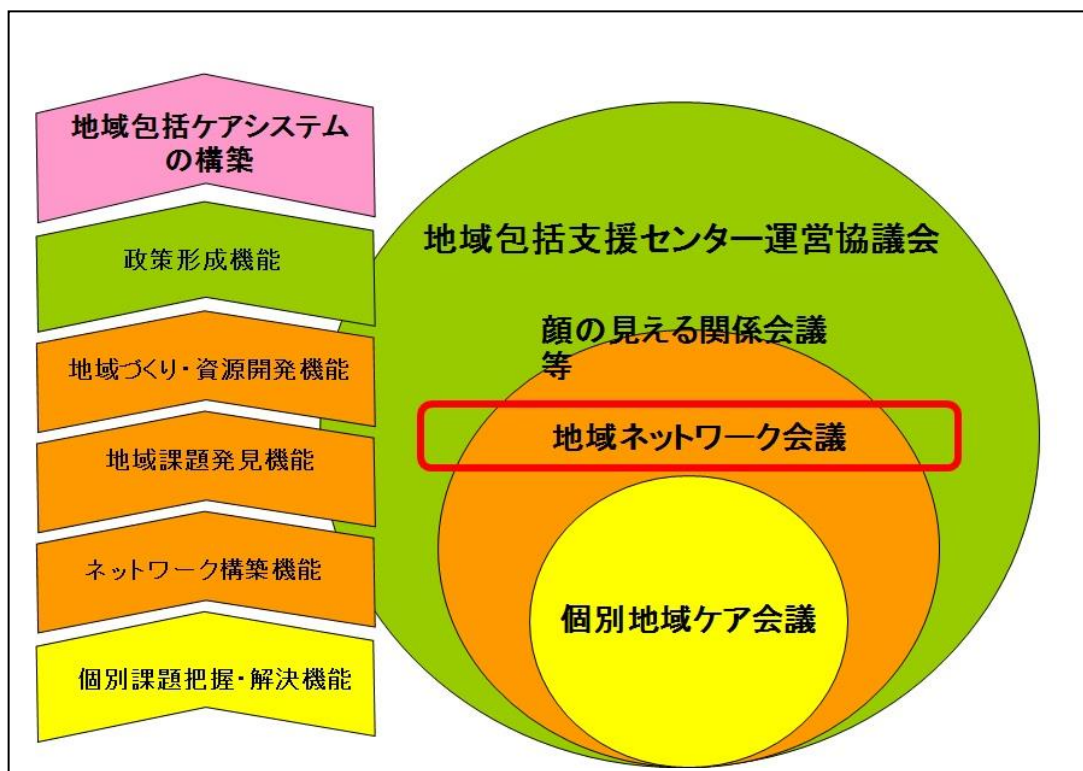 地域包括ケアシステム
の構築
政策形成機能
地域づくり・資源開発機能
地域課題発見機能
ネットワーク構築機能
個別課題把握・解決機能
地域包括支援センター運営協議会
顔の見える関係会議
等
地域ネットワーク会議
個別地域ケア会議